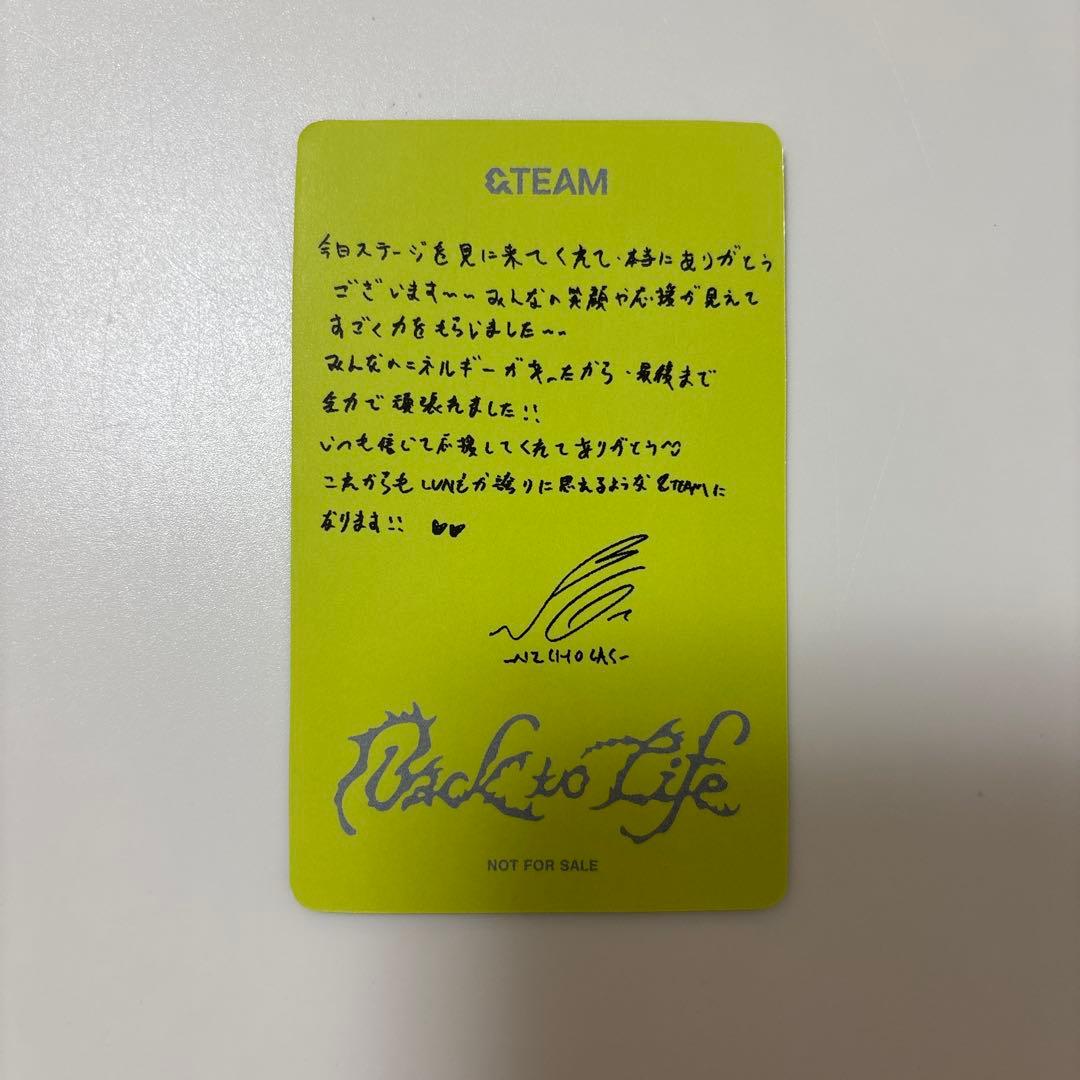 &TEAM
今日ステージを見に来てくれて、本当にありがとう
ございます~~みんなの笑顔や応援が見えて
すごく力をもらいました~~
みんなのエネルギーがあったから、最後まで
全力で頑張れました!!
いつも信じて応援してくれてありがとう♡
これからもLUNÉが誇りに思えるような&TEAMに
なります!! ♥♥
-NICHOLAS-
Back to Life
NOT FOR SALE